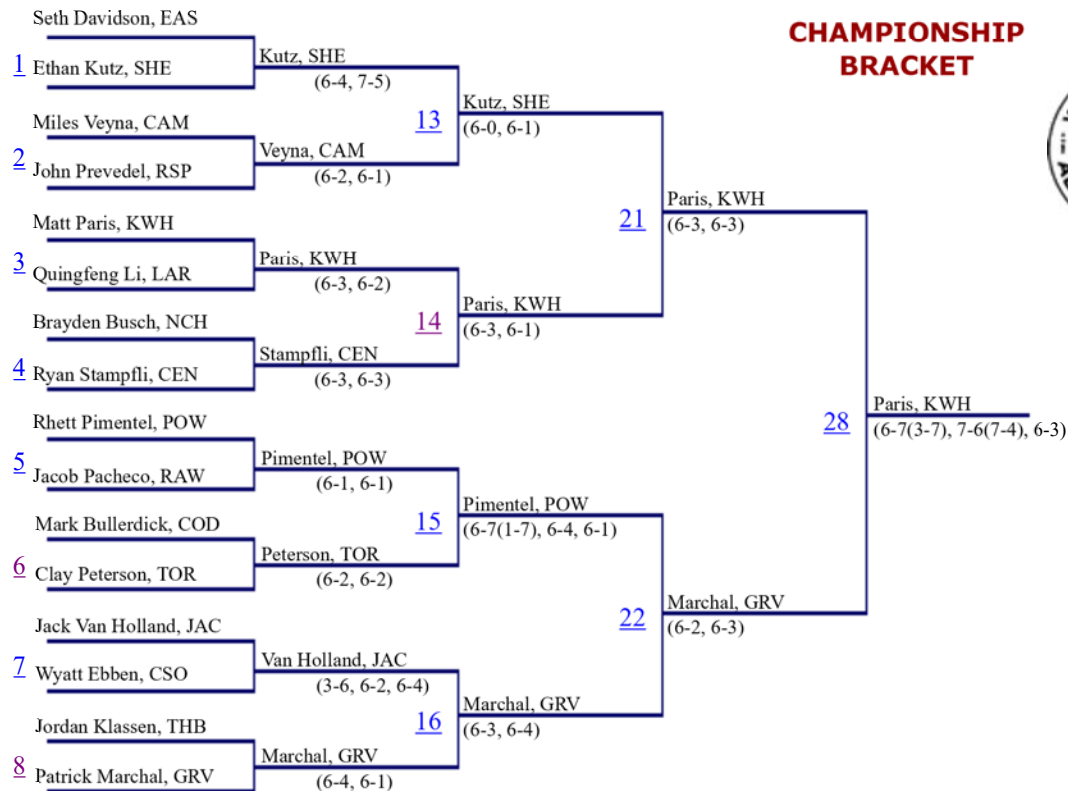 CHAMPIONSHIP
BRACKET
Seth Davidson, EAS
1
Ethan Kutz, SHE
Kutz, SHE
(6-4, 7-5)
Miles Veyna, CAM
2
John Prevedel, RSP
Veyna, CAM
(6-2, 6-1)
13
Kutz, SHE
(6-0, 6-1)
Matt Paris, KWH
3
Quingfeng Li, LAR
Paris, KWH
(6-3, 6-2)
Brayden Busch, NCH
4
Ryan Stampfli, CEN
Stampfli, CEN
(6-3, 6-3)
14
Paris, KWH
(6-3, 6-1)
21
Paris, KWH
(6-3, 6-3)
Rhett Pimentel, POW
5
Jacob Pacheco, RAW
Pimentel, POW
(6-1, 6-1)
Mark Bullerdick, COD
6
Clay Peterson, TOR
Peterson, TOR
(6-2, 6-2)
15
Pimentel, POW
(6-7(1-7), 6-4, 6-1)
Jack Van Holland, JAC
7
Wyatt Ebben, CSO
Van Holland, JAC
(3-6, 6-2, 6-4)
Jordan Klassen, THB
8
Patrick Marchal, GRV
Marchal, GRV
(6-4, 6-1)
16
Marchal, GRV
(6-3, 6-4)
22
Marchal, GRV
(6-2, 6-3)
28
Paris, KWH
(6-7(3-7), 7-6(7-4), 6-3)